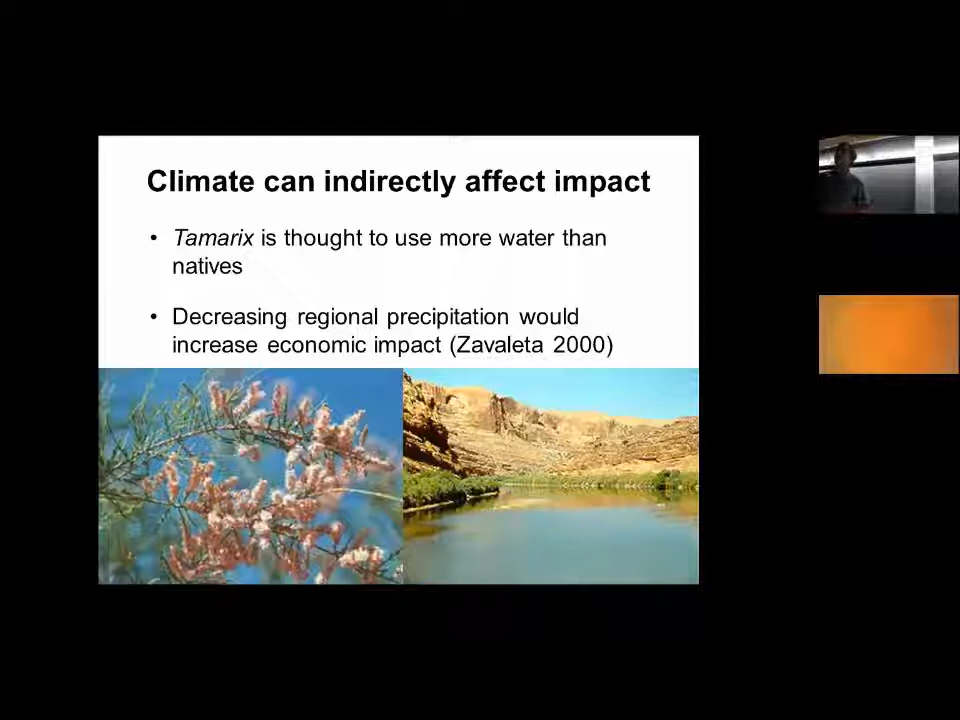 Climate can indirectly affect impact
• Tamarix is thought to use more water than
natives
• Decreasing regional precipitation would
increase economic impact (Zavaleta 2000)